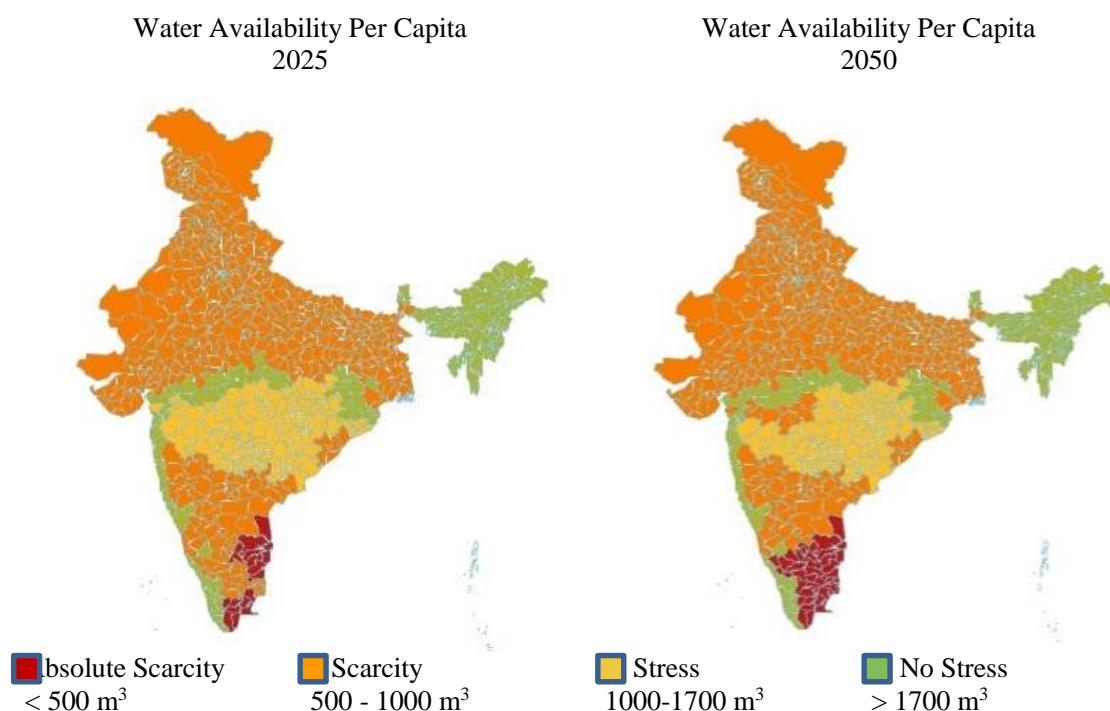 Water Availability Per Capita
2025
Water Availability Per Capita
2050
bsolute Scarcity
< 500 m³
Scarcity
500 - 1000 m³
Stress
1000-1700 m³
No Stress
> 1700 m³